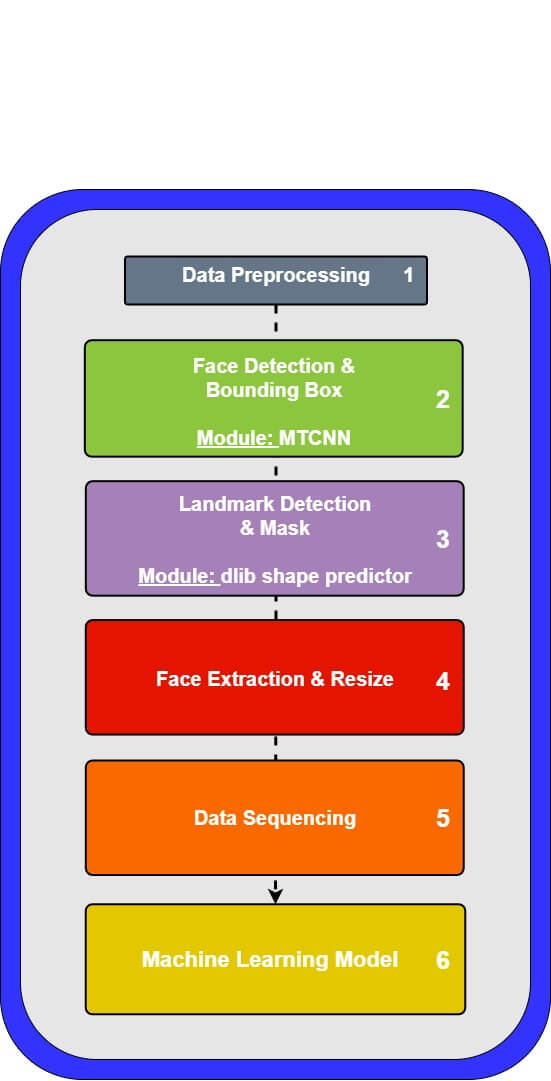 Data Preprocessing 1
Face Detection &
Bounding Box
2
Module: MTCNN
Landmark Detection
& Mask
3
Module: dlib shape predictor
Face Extraction & Resize 4
Data Sequencing 5
Machine Learning Model 6